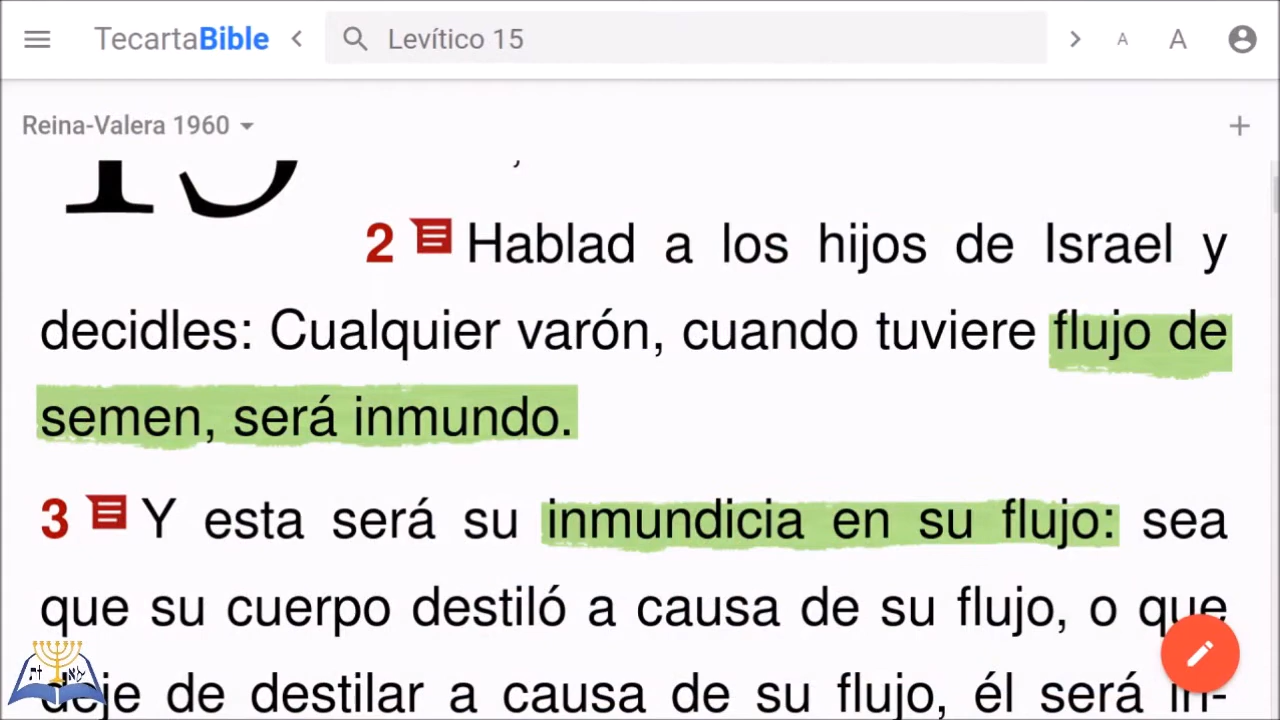 TecartaBible
Levítico 15
A A
Reina-Valera 1960
2 Hablad a los hijos de Israel y
decidles: Cualquier varón, cuando tuviere flujo de
semen, será inmundo.
3 Y esta será su inmundicia en su flujo: sea
que su cuerpo destiló a causa de su flujo, o que
deje de destilar a causa de su flujo, él será in-